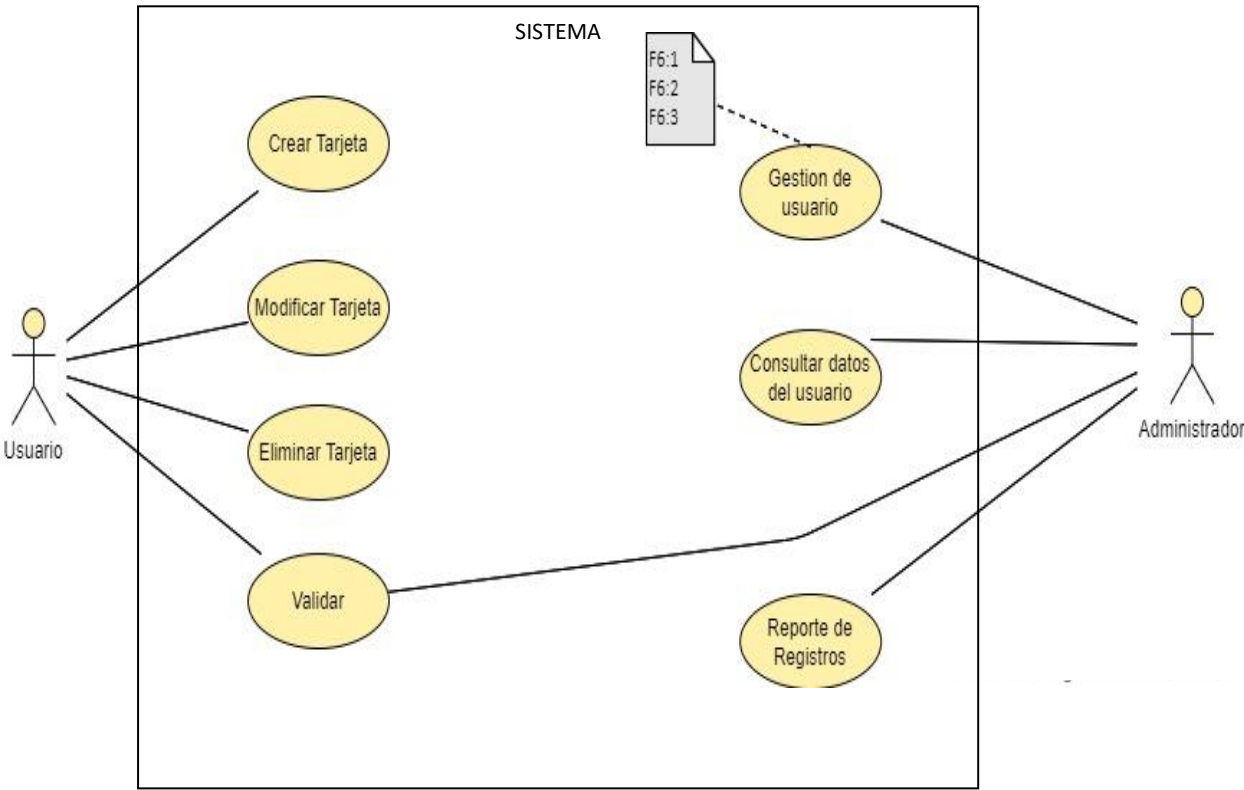 SISTEMA
F6:1
F6:2
F6:3
Crear Tarjeta
Gestion de
usuario
Modificar Tarjeta
Consultar datos
del usuario
Usuario
Administrador
Eliminar Tarjeta
Validar
Reporte de
Registros